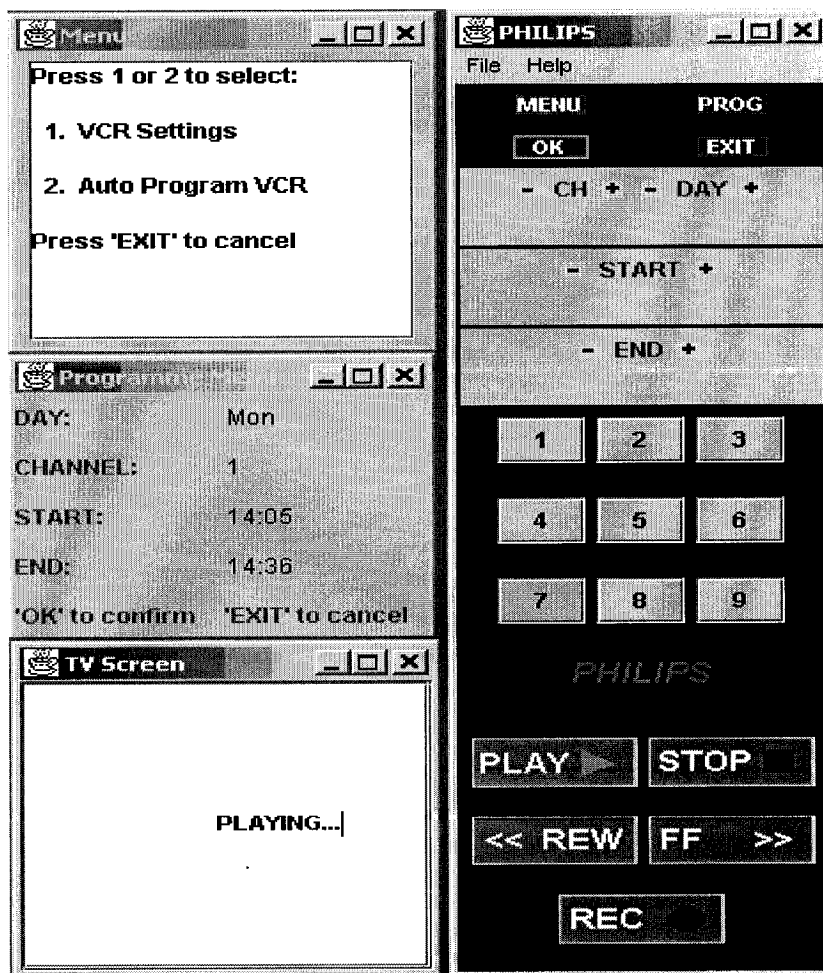 Menu
Press 1 or 2 to select:
1. VCR Settings
2. Auto Program VCR
Press 'EXIT' to cancel
DAY: Mon
CHANNEL: 1
START: 14:05
END: 14:36
'OK' to confirm 'EXIT' to cancel
TV Screen
PLAYING...
PHILIPS
File Help
MENU PROG
OK EXIT
- CH + - DAY +
- START +
- END +
1 2 3
4 5 6
7 8 9
PHILIPS
PLAY STOP
<< REW FF >>
REC